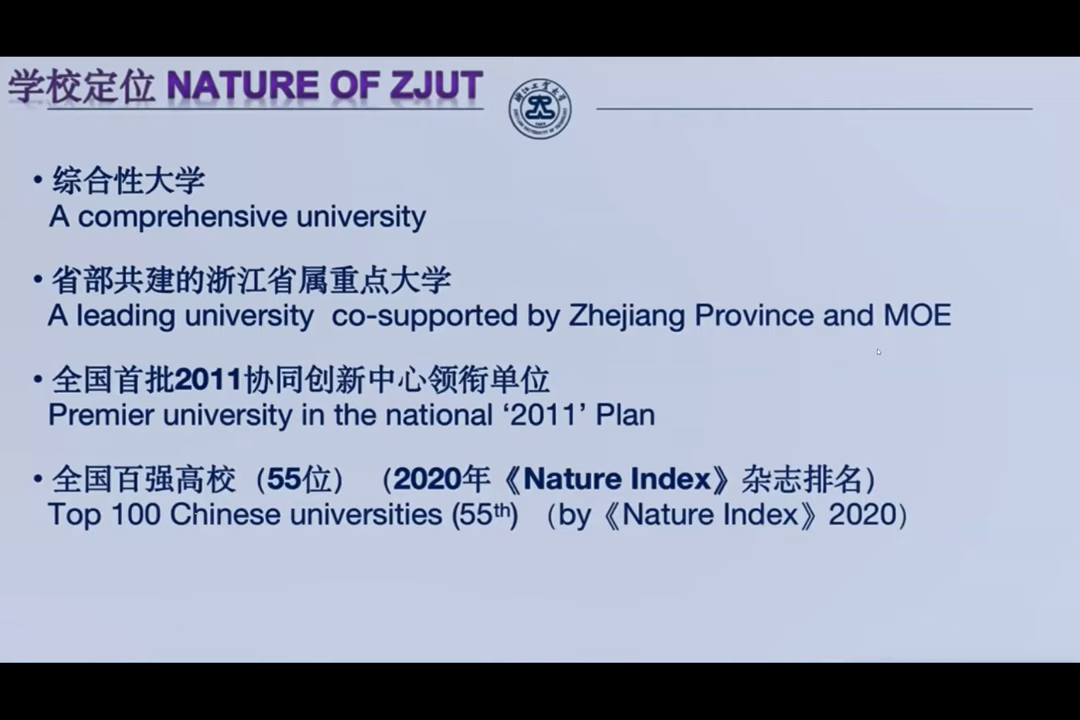 学校定位 NATURE OF ZJUT
• 综合性大学
A comprehensive university
• 省部共建的浙江省属重点大学
A leading university co-supported by Zhejiang Province and MOE
• 全国首批2011协同创新中心领衔单位
Premier university in the national ‘2011’ Plan
• 全国百强高校（55位）（2020年《Nature Index》杂志排名）
Top 100 Chinese universities (55th) （by《Nature Index》2020）